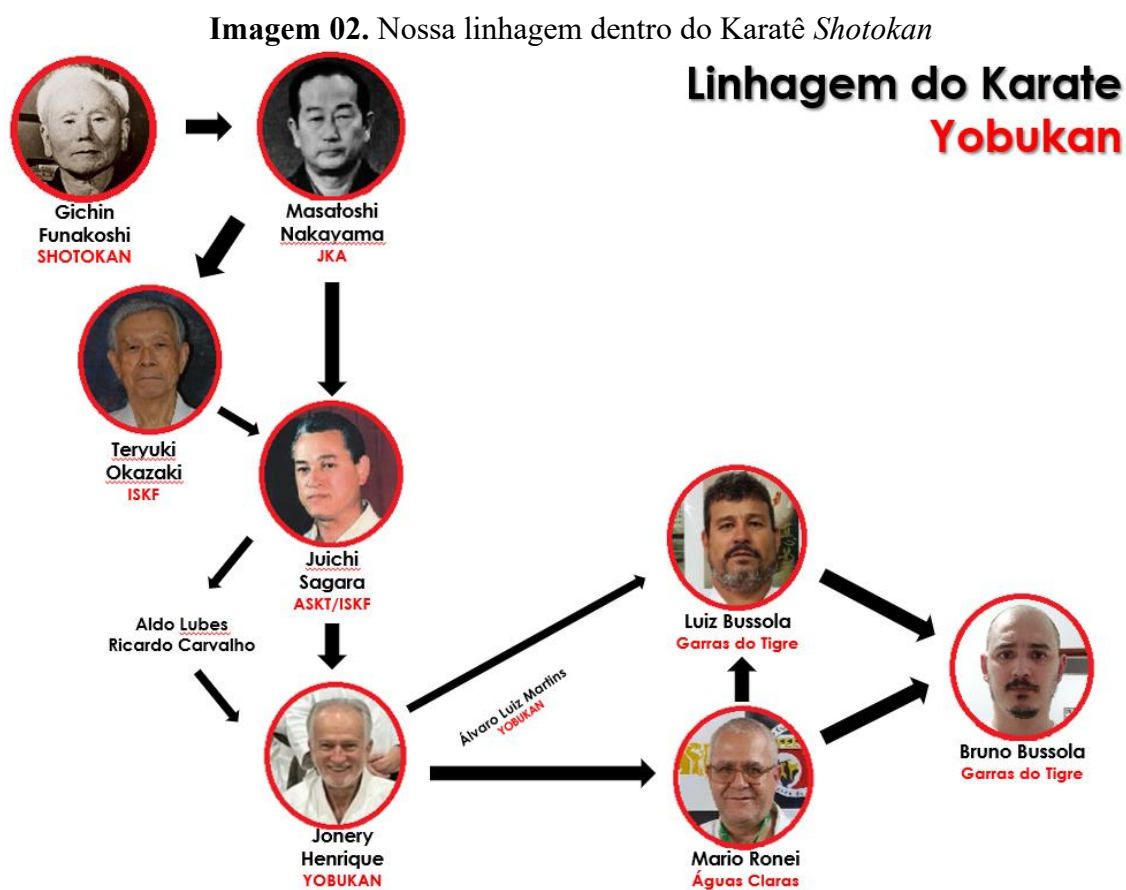 Imagem 02. Nossa linhagem dentro do Karatê Shotokan
Linhagem do Karate
Yobukan
Gichin
Funakoshi
SHOTOKAN
Masatoshi
Nakayama
JKA
Teryuki
Okazaki
ISKF
Juichi
Sagara
ASKT/ISKF
Aldo Lubes
Ricardo Carvalho
Jonery
Henrique
YOBUKAN
Álvaro Luiz Martins
YOBUKAN
Luiz Bussola
Garras do Tigre
Mario Ronei
Águas Claras
Bruno Bussola
Garras do Tigre